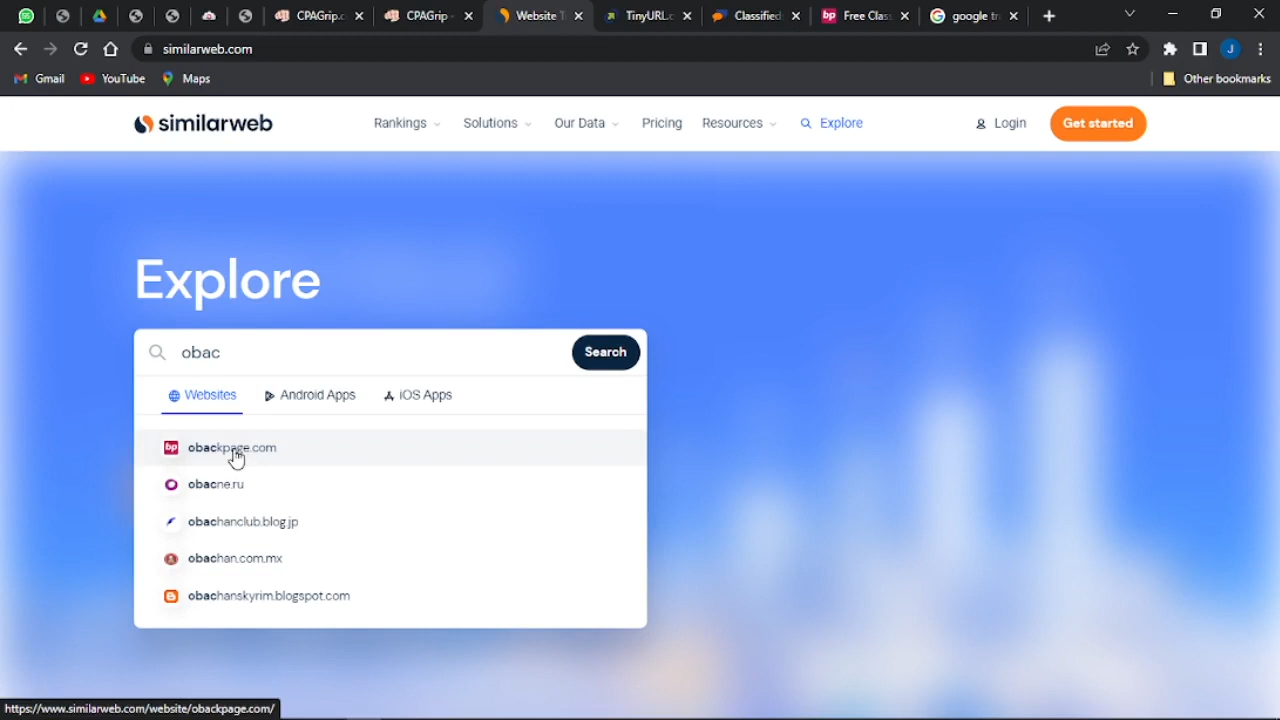 CPAGrip.c
CPAGrip -
Website T
TinyURL.c
Classified
Free Clas
google tr
similarweb.com
J
Gmail
YouTube
Maps
Other bookmarks
similarweb
Rankings
Solutions
Our Data
Pricing
Resources
Explore
Login
Get started
Explore
obac
Search
Websites
Android Apps
iOS Apps
bp
obackpage.com
obacne.ru
obachanclub.blog.jp
obachan.com.mx
obachanskyrim.blogspot.com
https://www.similarweb.com/website/obackpage.com/